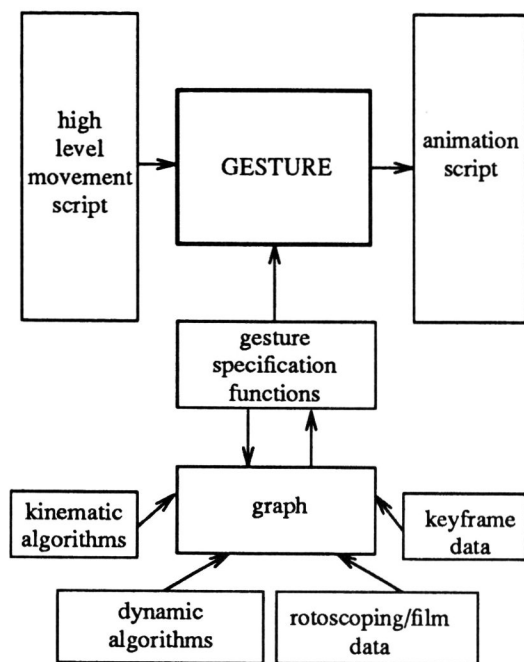 high
level
movement
script
GESTURE
animation
script
gesture
specification
functions
graph
kinematic
algorithms
keyframe
data
dynamic
algorithms
rotoscoping/film
data